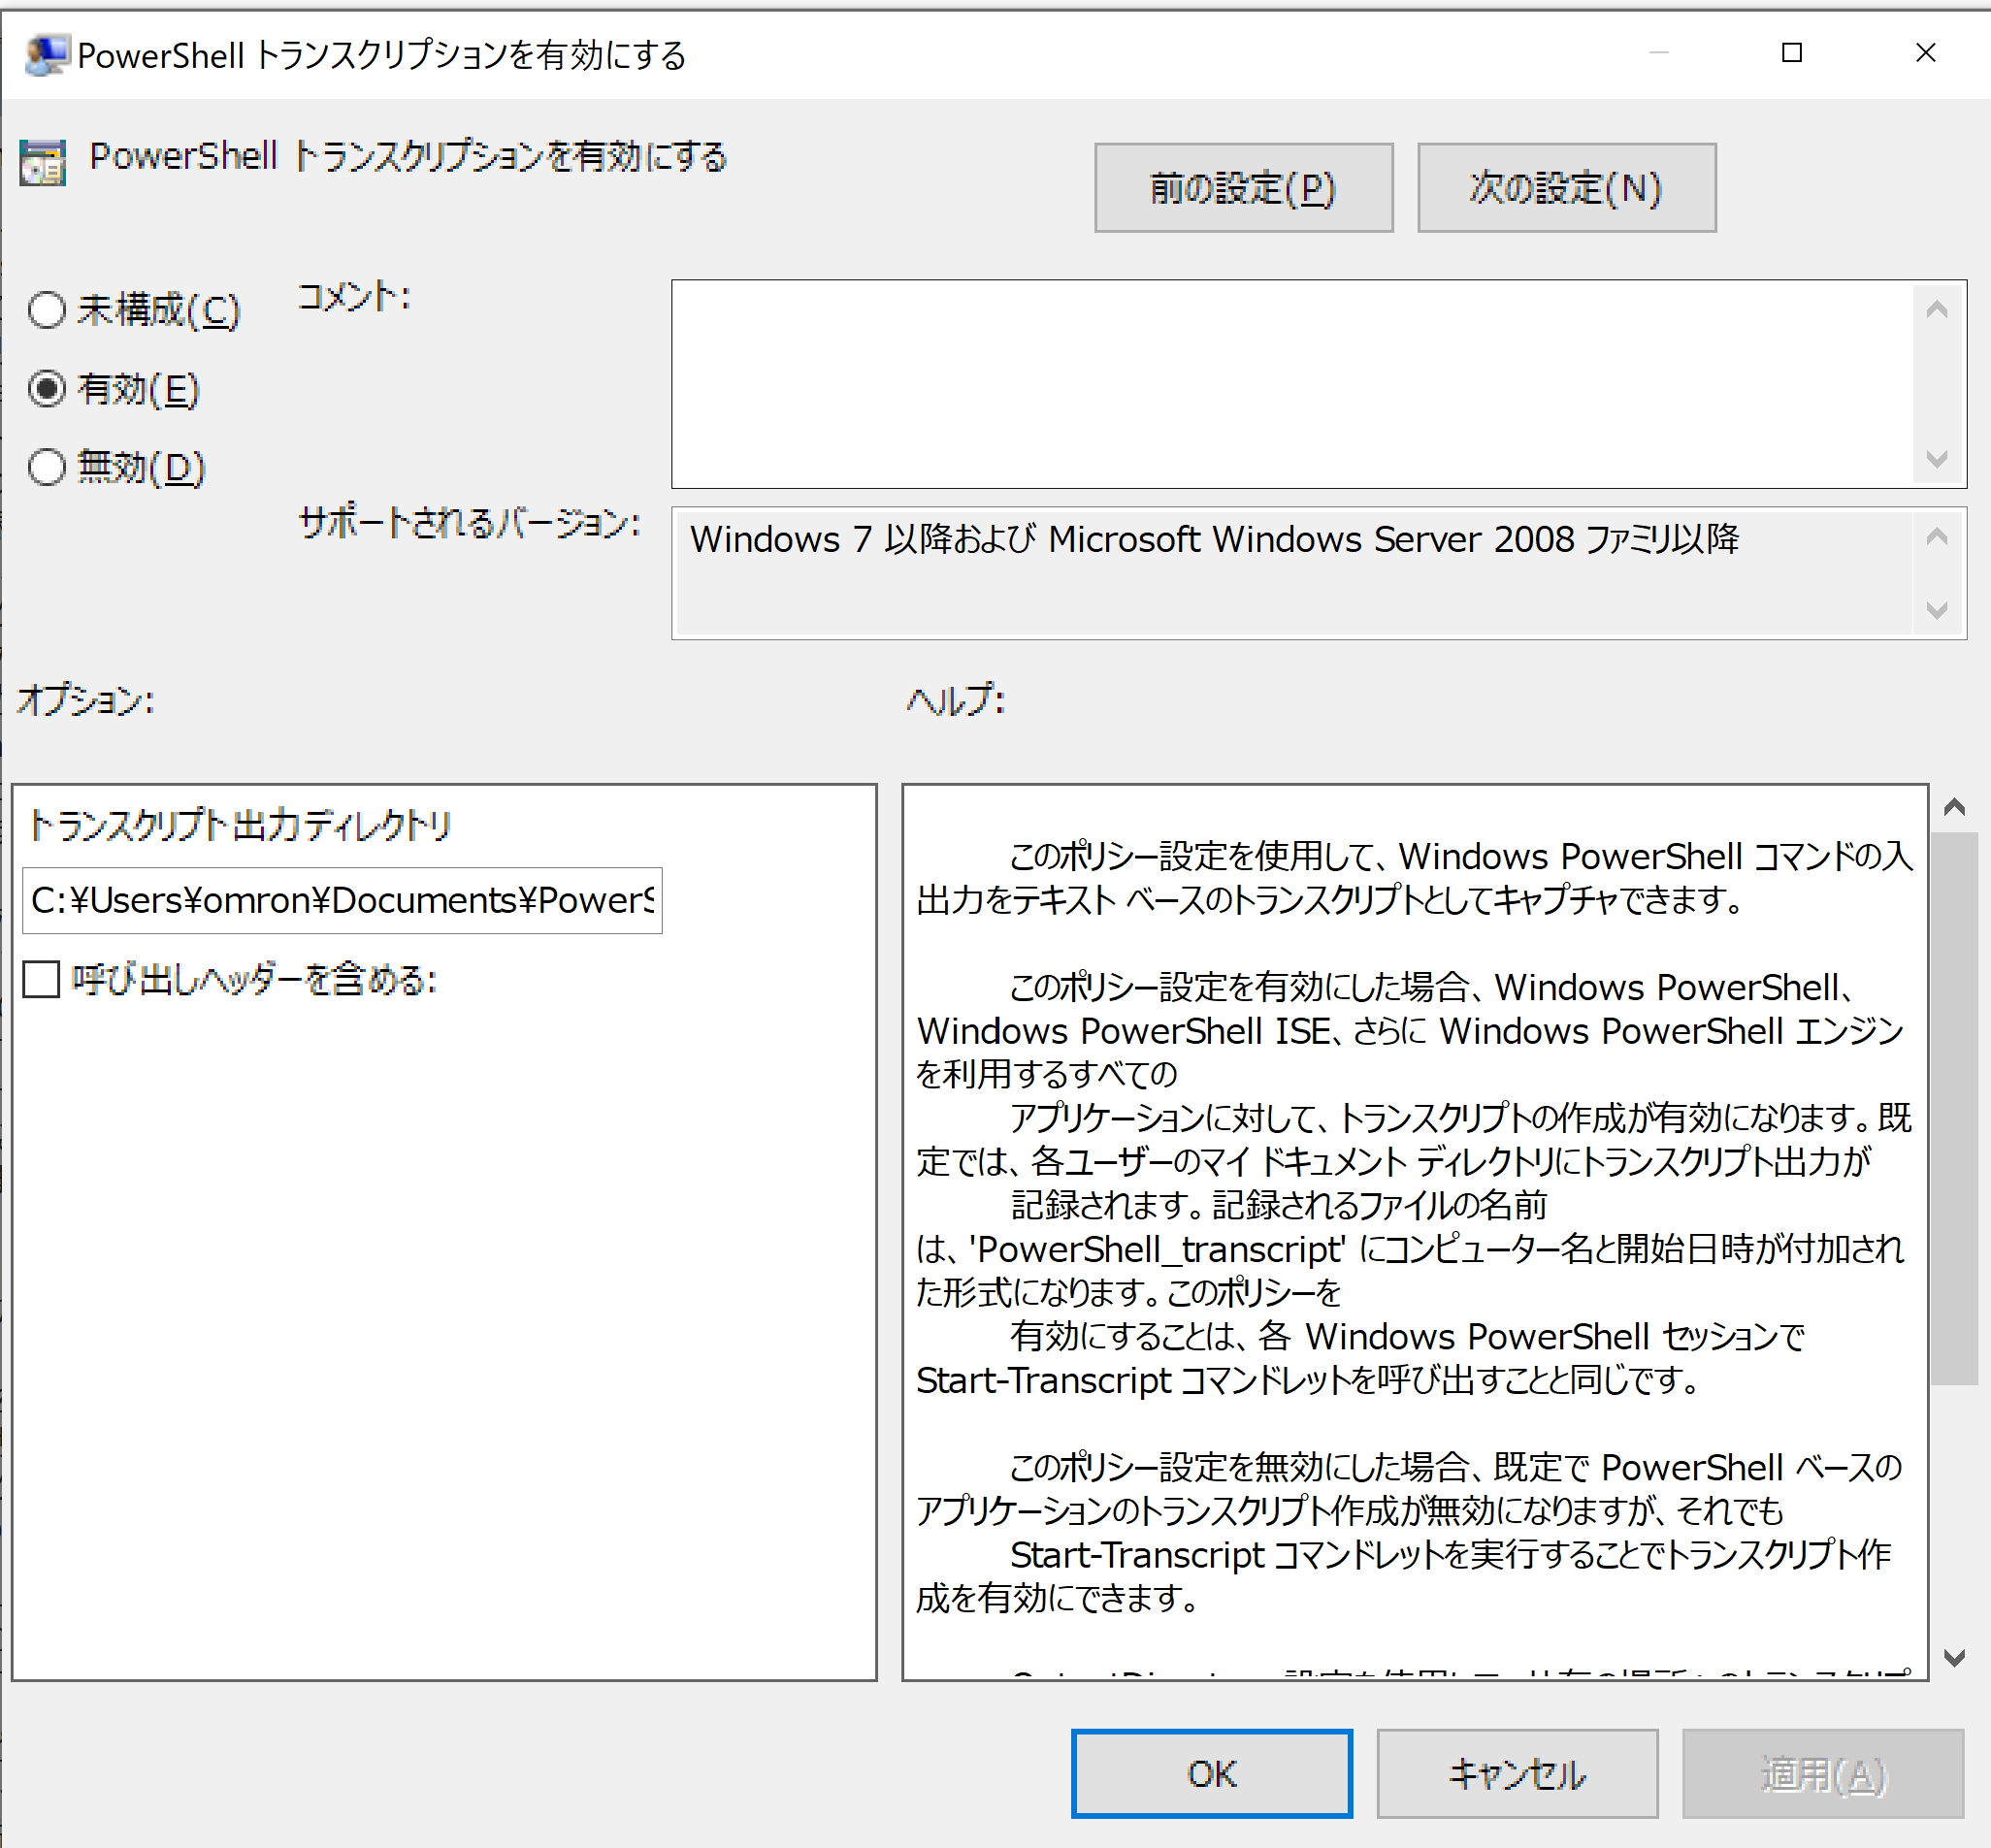 PowerShell トランスクリプションを有効にする
PowerShell トランスクリプションを有効にする
前の設定(P)
次の設定(N)
未構成(C)
有効(E)
無効(D)
コメント:
サポートされるバージョン:
Windows 7 以降および Microsoft Windows Server 2008 ファミリ以降
オプション:
ヘルプ:
トランスクリプト出力ディレクトリ
C:¥Users¥omron¥Documents¥PowerS
呼び出しヘッダーを含める:
このポリシー設定を使用して、Windows PowerShell コマンドの入
出力をテキスト ベースのトランスクリプトとしてキャプチャできます。
このポリシー設定を有効にした場合、Windows PowerShell、
Windows PowerShell ISE、さらに Windows PowerShell エンジン
を利用するすべての
アプリケーションに対して、トランスクリプトの作成が有効になります。既
定では、各ユーザーのマイ ドキュメント ディレクトリにトランスクリプト出力が
記録されます。記録されるファイルの名前
は、'PowerShell_transcript' にコンピューター名と開始日時が付加され
た形式になります。このポリシーを
有効にすることは、各 Windows PowerShell セッションで
Start-Transcript コマンドレットを呼び出すことと同じです。
このポリシー設定を無効にした場合、既定で PowerShell ベースの
アプリケーションのトランスクリプト作成が無効になりますが、それでも
Start-Transcript コマンドレットを実行することでトランスクリプト作
成を有効にできます。
OK
キャンセル
適用(A)